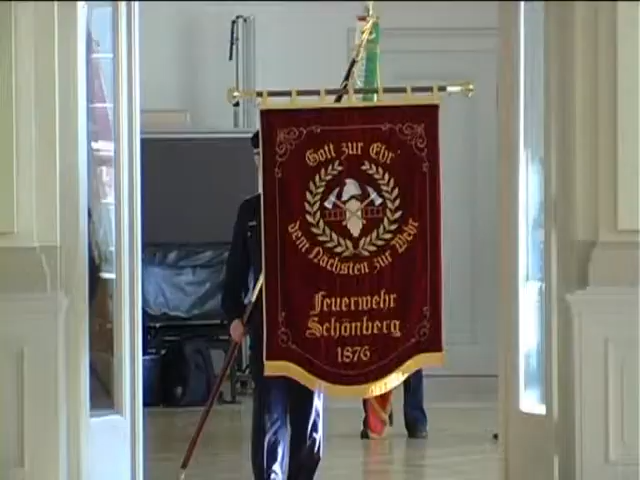 Gott zur Ehr
dem Nächsten zur Wehr
Feuerwehr
Schönberg
1876